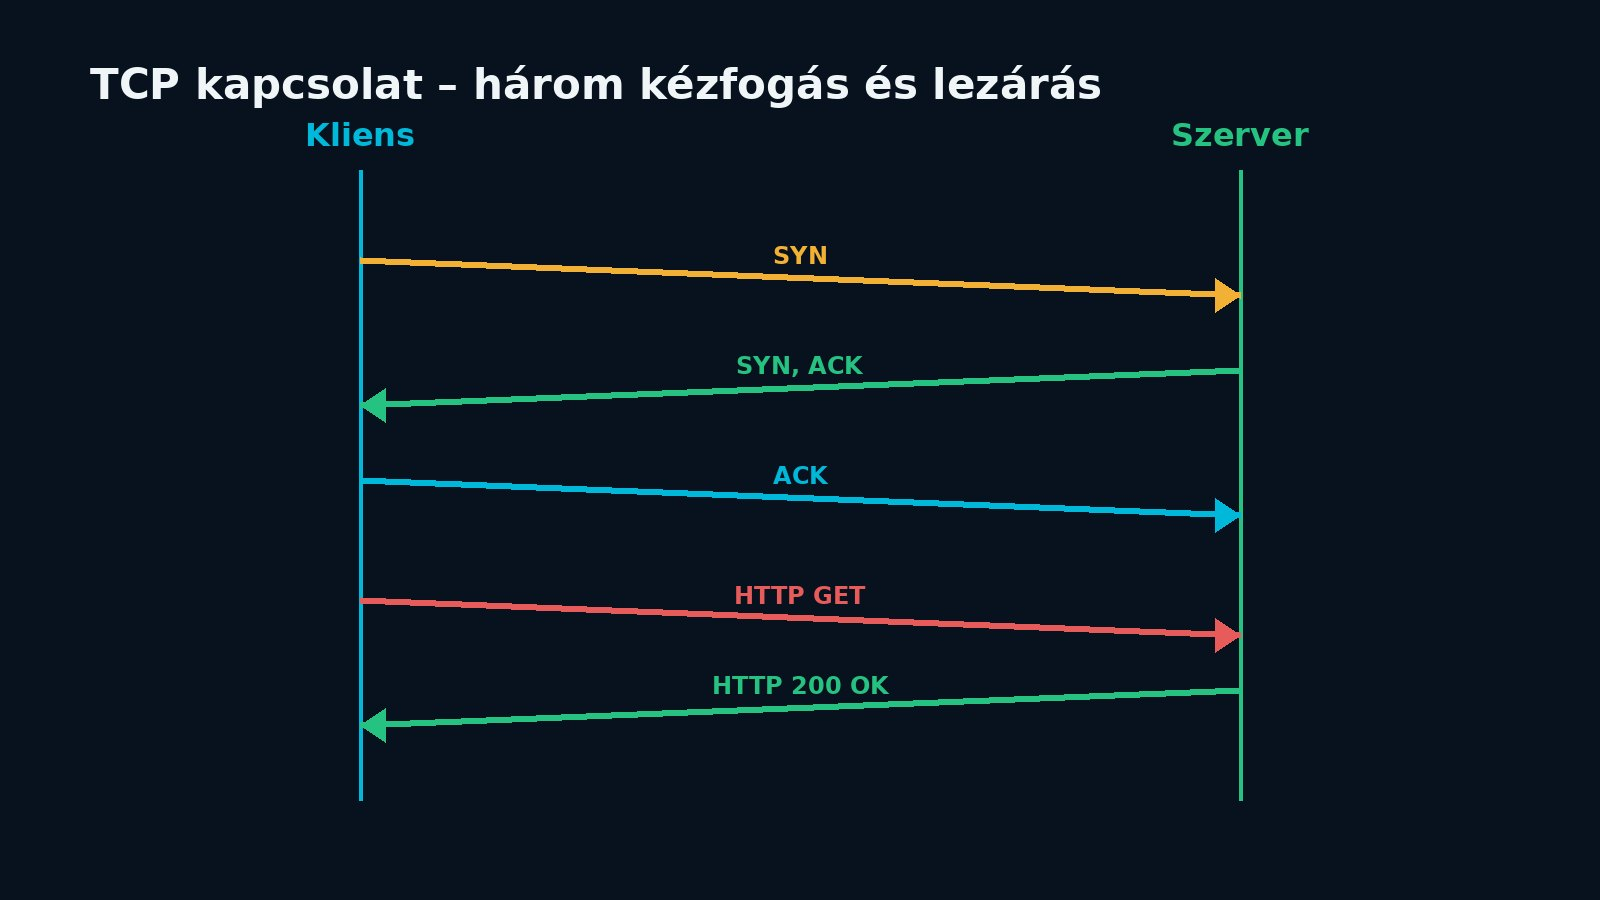 TCP kapcsolat – három kézfogás és lezárás
Kliens
Szerver
SYN
SYN, ACK
ACK
HTTP GET
HTTP 200 OK